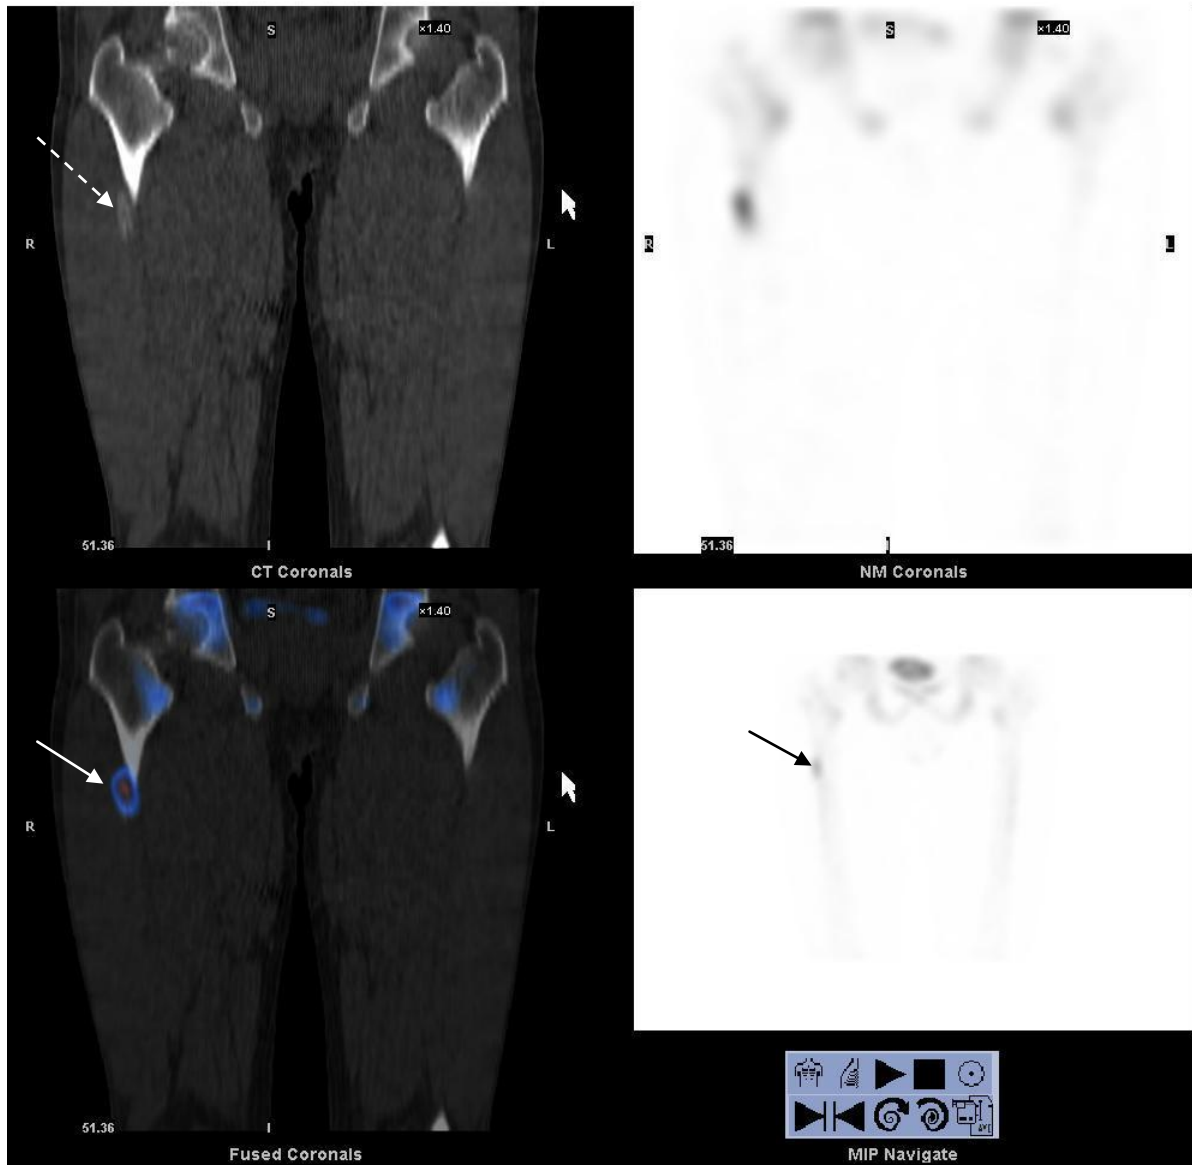 S
×1.40
R
L
51.36
I
CT Coronals
S
×1.40
R
L
51.36
I
NM Coronals
S
×1.40
R
L
51.36
I
Fused Coronals
MIP Navigate